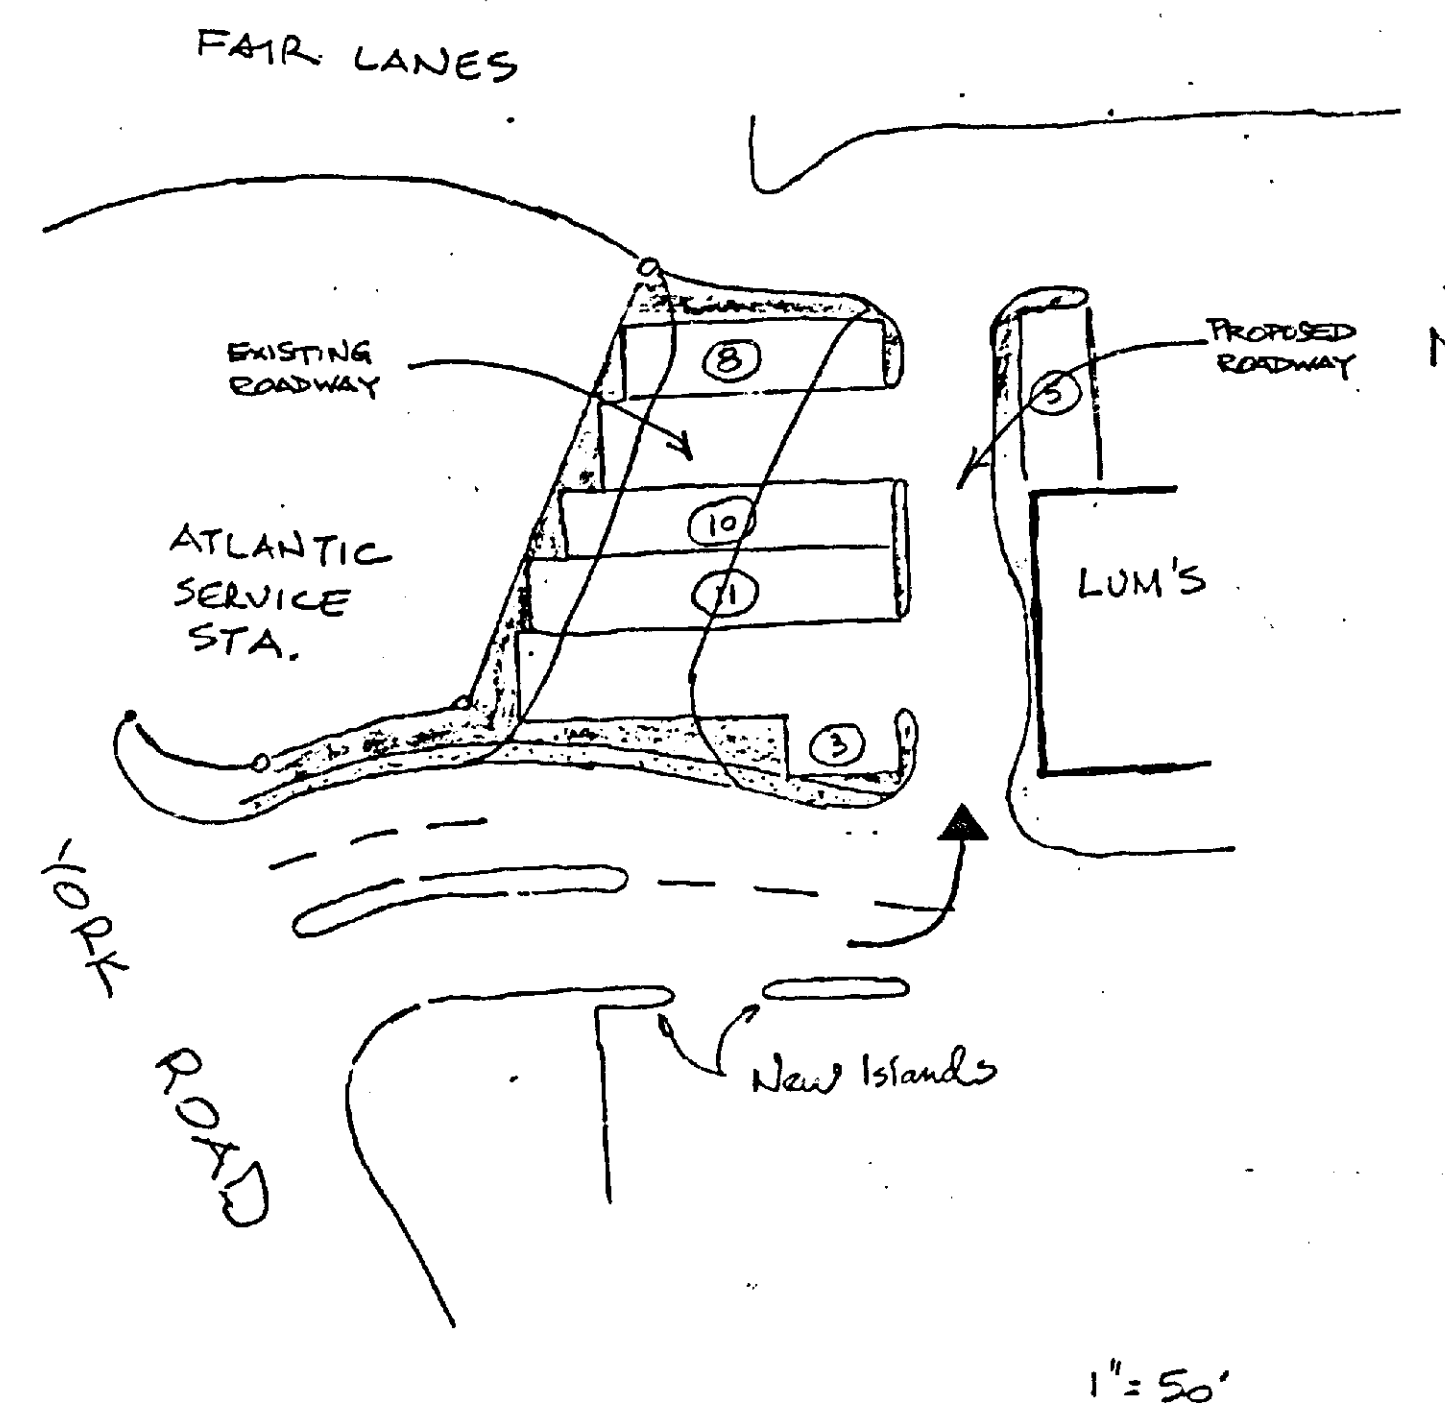 FAIR LANES
EXISTING
ROADWAY
8
PROPOSED
ROADWAY
5
10
11
ATLANTIC
SERVICE
STA.
LUM'S
3
YORK
ROAD
New Islands
1" = 50'